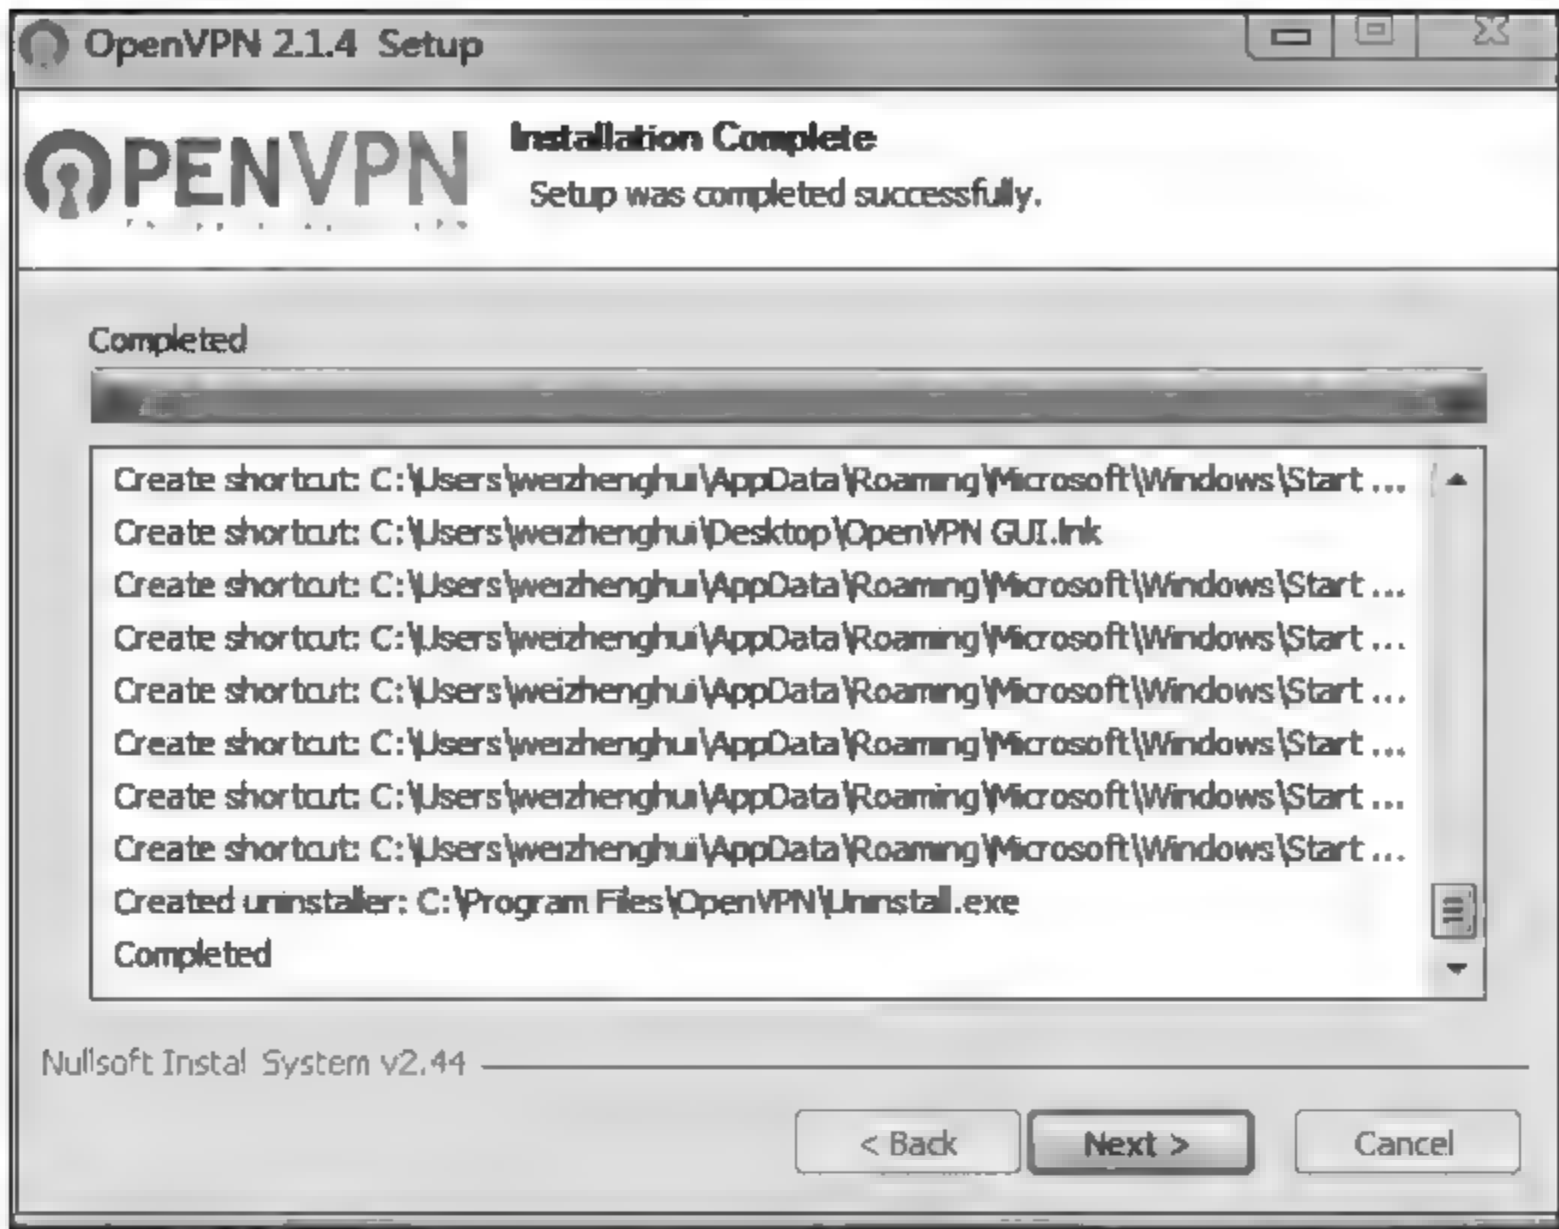 OpenVPN 2.1.4 Setup
OPENVPN
Installation Complete
Setup was completed successfully.
Completed
Create shortcut: C:\Users\weizhenghui\AppData\Roaming\Microsoft\Windows\Start ...
Create shortcut: C:\Users\weizhenghui\Desktop\OpenVPN GUI.lnk
Create shortcut: C:\Users\weizhenghui\AppData\Roaming\Microsoft\Windows\Start ...
Create shortcut: C:\Users\weizhenghui\AppData\Roaming\Microsoft\Windows\Start ...
Create shortcut: C:\Users\weizhenghui\AppData\Roaming\Microsoft\Windows\Start ...
Create shortcut: C:\Users\weizhenghui\AppData\Roaming\Microsoft\Windows\Start ...
Create shortcut: C:\Users\weizhenghui\AppData\Roaming\Microsoft\Windows\Start ...
Create shortcut: C:\Users\weizhenghui\AppData\Roaming\Microsoft\Windows\Start ...
Created uninstaller: C:\Program Files\OpenVPN\Uninstall.exe
Completed
Nullsoft Install System v2.44
< Back Next > Cancel